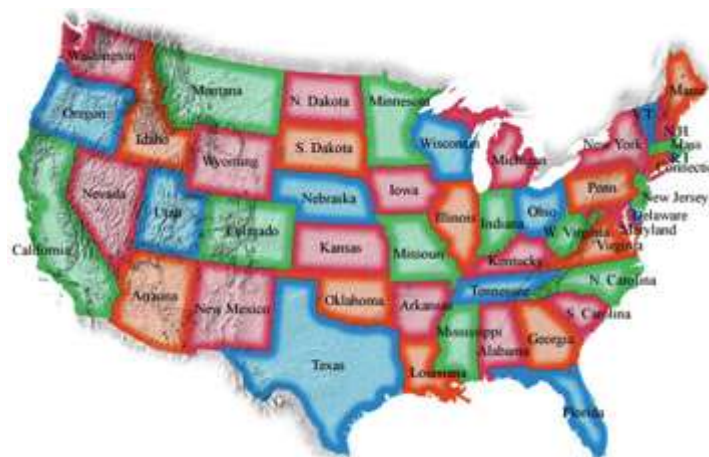 Washington
Montana
N. Dakota
Minnesota
Maine
Oregon
Idaho
Wyoming
S. Dakota
Wisconsin
Michigan
V.T.
N.H
New York
Mass
R I
Connecticut
Nevada
Utah
Nebraska
Iowa
Illinois
Indiana
Ohio
Penn
New Jersey
Delaware
Maryland
California
Colorado
Kansas
Missouri
Kentucky
W. Virginia
Virginia
Arizona
New Mexico
Oklahoma
Arkansas
Tennessee
N. Carolina
Texas
Louisiana
Mississippi
Alabama
Georgia
S. Carolina
Florida